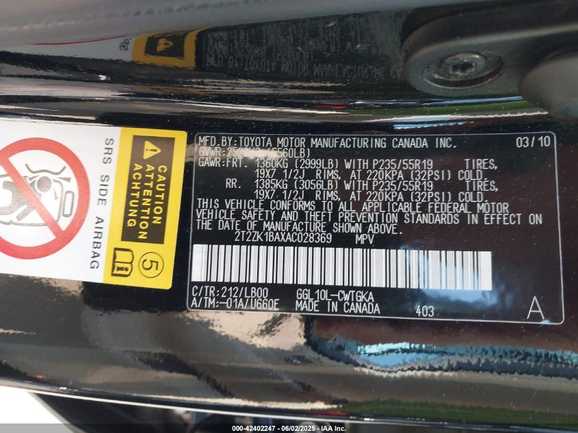 MFD.BY:TOYOTA MOTOR MANUFACTURING CANADA INC. 03/10
GVWR:
GAWR:FRT. 1360KG (2999LB) WITH P235/55R19 TIRES,
19X7 1/2J RIMS, AT 220KPA (32PSI) COLD.
RR. 1385KG (3055LB) WITH P235/55R19 TIRES,
19X7 1/2J RIMS, AT 220KPA (32PSI) COLD.
THIS VEHICLE CONFORMS TO ALL APPLICABLE FEDERAL MOTOR
VEHICLE SAFETY AND THEFT PREVENTION STANDARDS IN EFFECT ON
THE DATE OF MANUFACTURE SHOWN ABOVE.
2T2ZK1BAXAC028369 MPV
C/TR:212/LB00 GGL10L-CWTGKA
A/TM:-01A/U660E MADE IN CANADA 403 A
SRS SIDE AIRBAG
ATTENTION
ACHTUNG
5
000-42402247 - 06/02/2025 - IAA Inc.